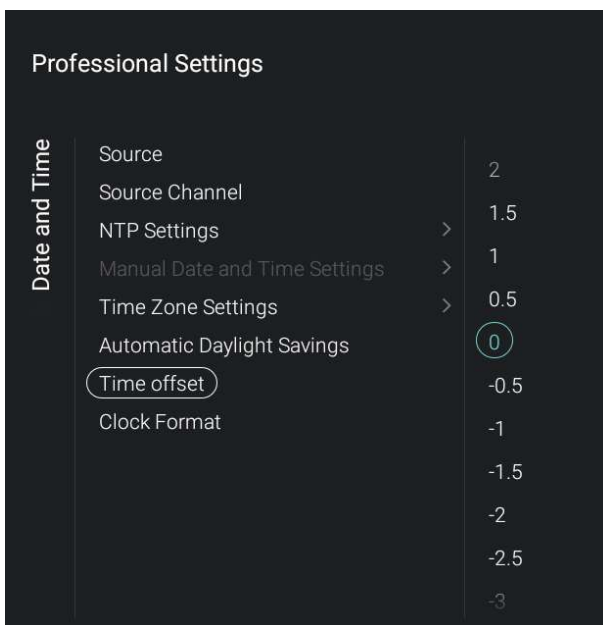 Professional Settings
Date and Time
Source
Source Channel
NTP Settings
Manual Date and Time Settings
Time Zone Settings
Automatic Daylight Savings
Time offset
Clock Format
2
1.5
1
0.5
0
-0.5
-1
-1.5
-2
-2.5
-3